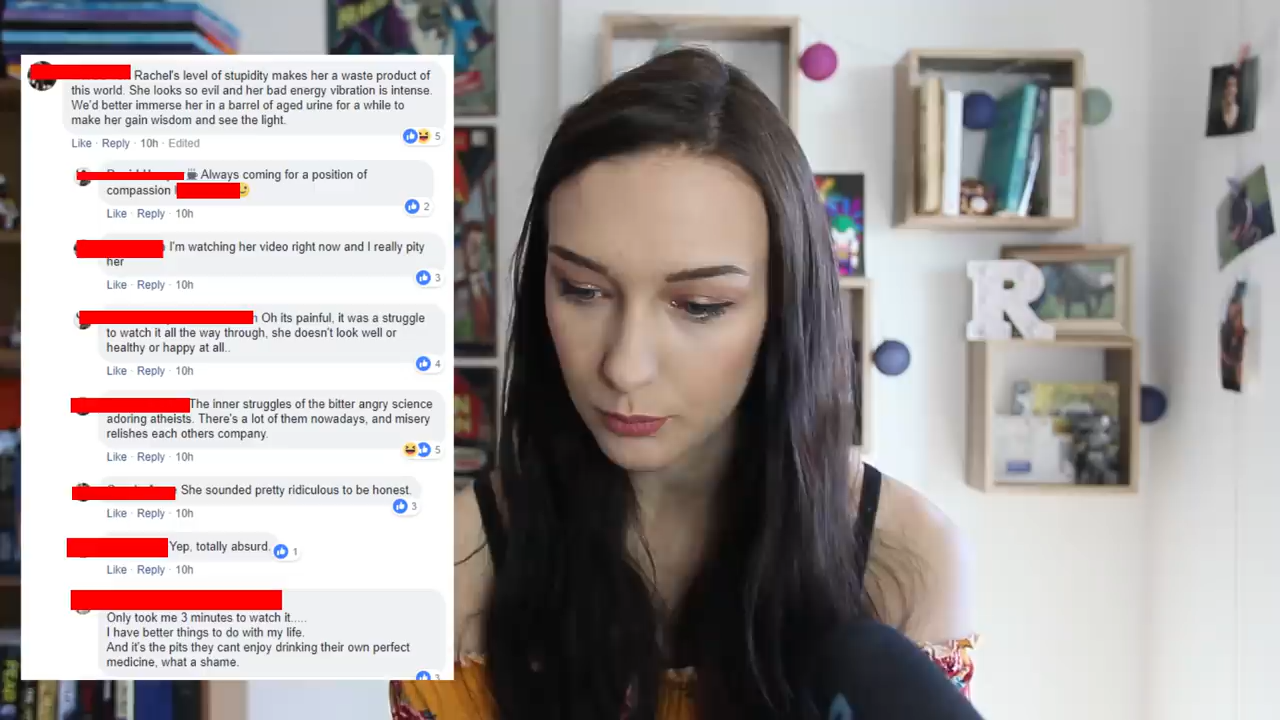 Rachel's level of stupidity makes her a waste product of
this world. She looks so evil and her bad energy vibration is intense.
We'd better immerse her in a barrel of aged urine for a while to
make her gain wisdom and see the light.
5
Like · Reply · 10h · Edited
Always coming for a position of
compassion
2
Like · Reply · 10h
I'm watching her video right now and I really pity
her
3
Like · Reply · 10h
Oh its painful, it was a struggle
to watch it all the way through, she doesn't look well or
healthy or happy at all..
4
Like · Reply · 10h
The inner struggles of the bitter angry science
adoring atheists. There's a lot of them nowadays, and misery
relishes each others company.
5
Like · Reply · 10h
She sounded pretty ridiculous to be honest.
3
Like · Reply · 10h
Yep, totally absurd.
1
Like · Reply · 10h
Only took me 3 minutes to watch it.....
I have better things to do with my life.
And it's the pits they cant enjoy drinking their own perfect
medicine, what a shame.
3
R